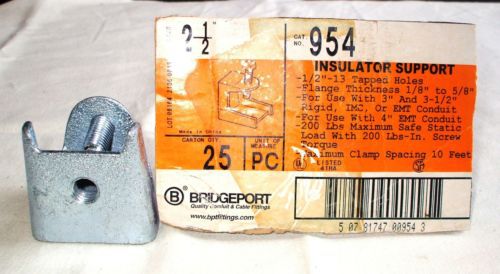 2 1/2"
CAT. NO. 954
INSULATOR SUPPORT
-1/2"-13 Tapped Holes
-Flange Thickness 1/8" to 5/8"
-For Use With 3" And 3-1/2"
Rigid, IMC, Or EMT Conduit
-For Use With 4" EMT Conduit
-200 Lbs Maximum Safe Static
Load With 200 Lbs-In. Screw
Torque
Maximum Clamp Spacing 10 Feet
LISTED
41HA
Made in China
CARTON QTY.
25
UNIT OF MEASURE
PC
B BRIDGEPORT
Quality Conduit & Cable Fittings
www.bptfittings.com
5 07 81747 00954 3